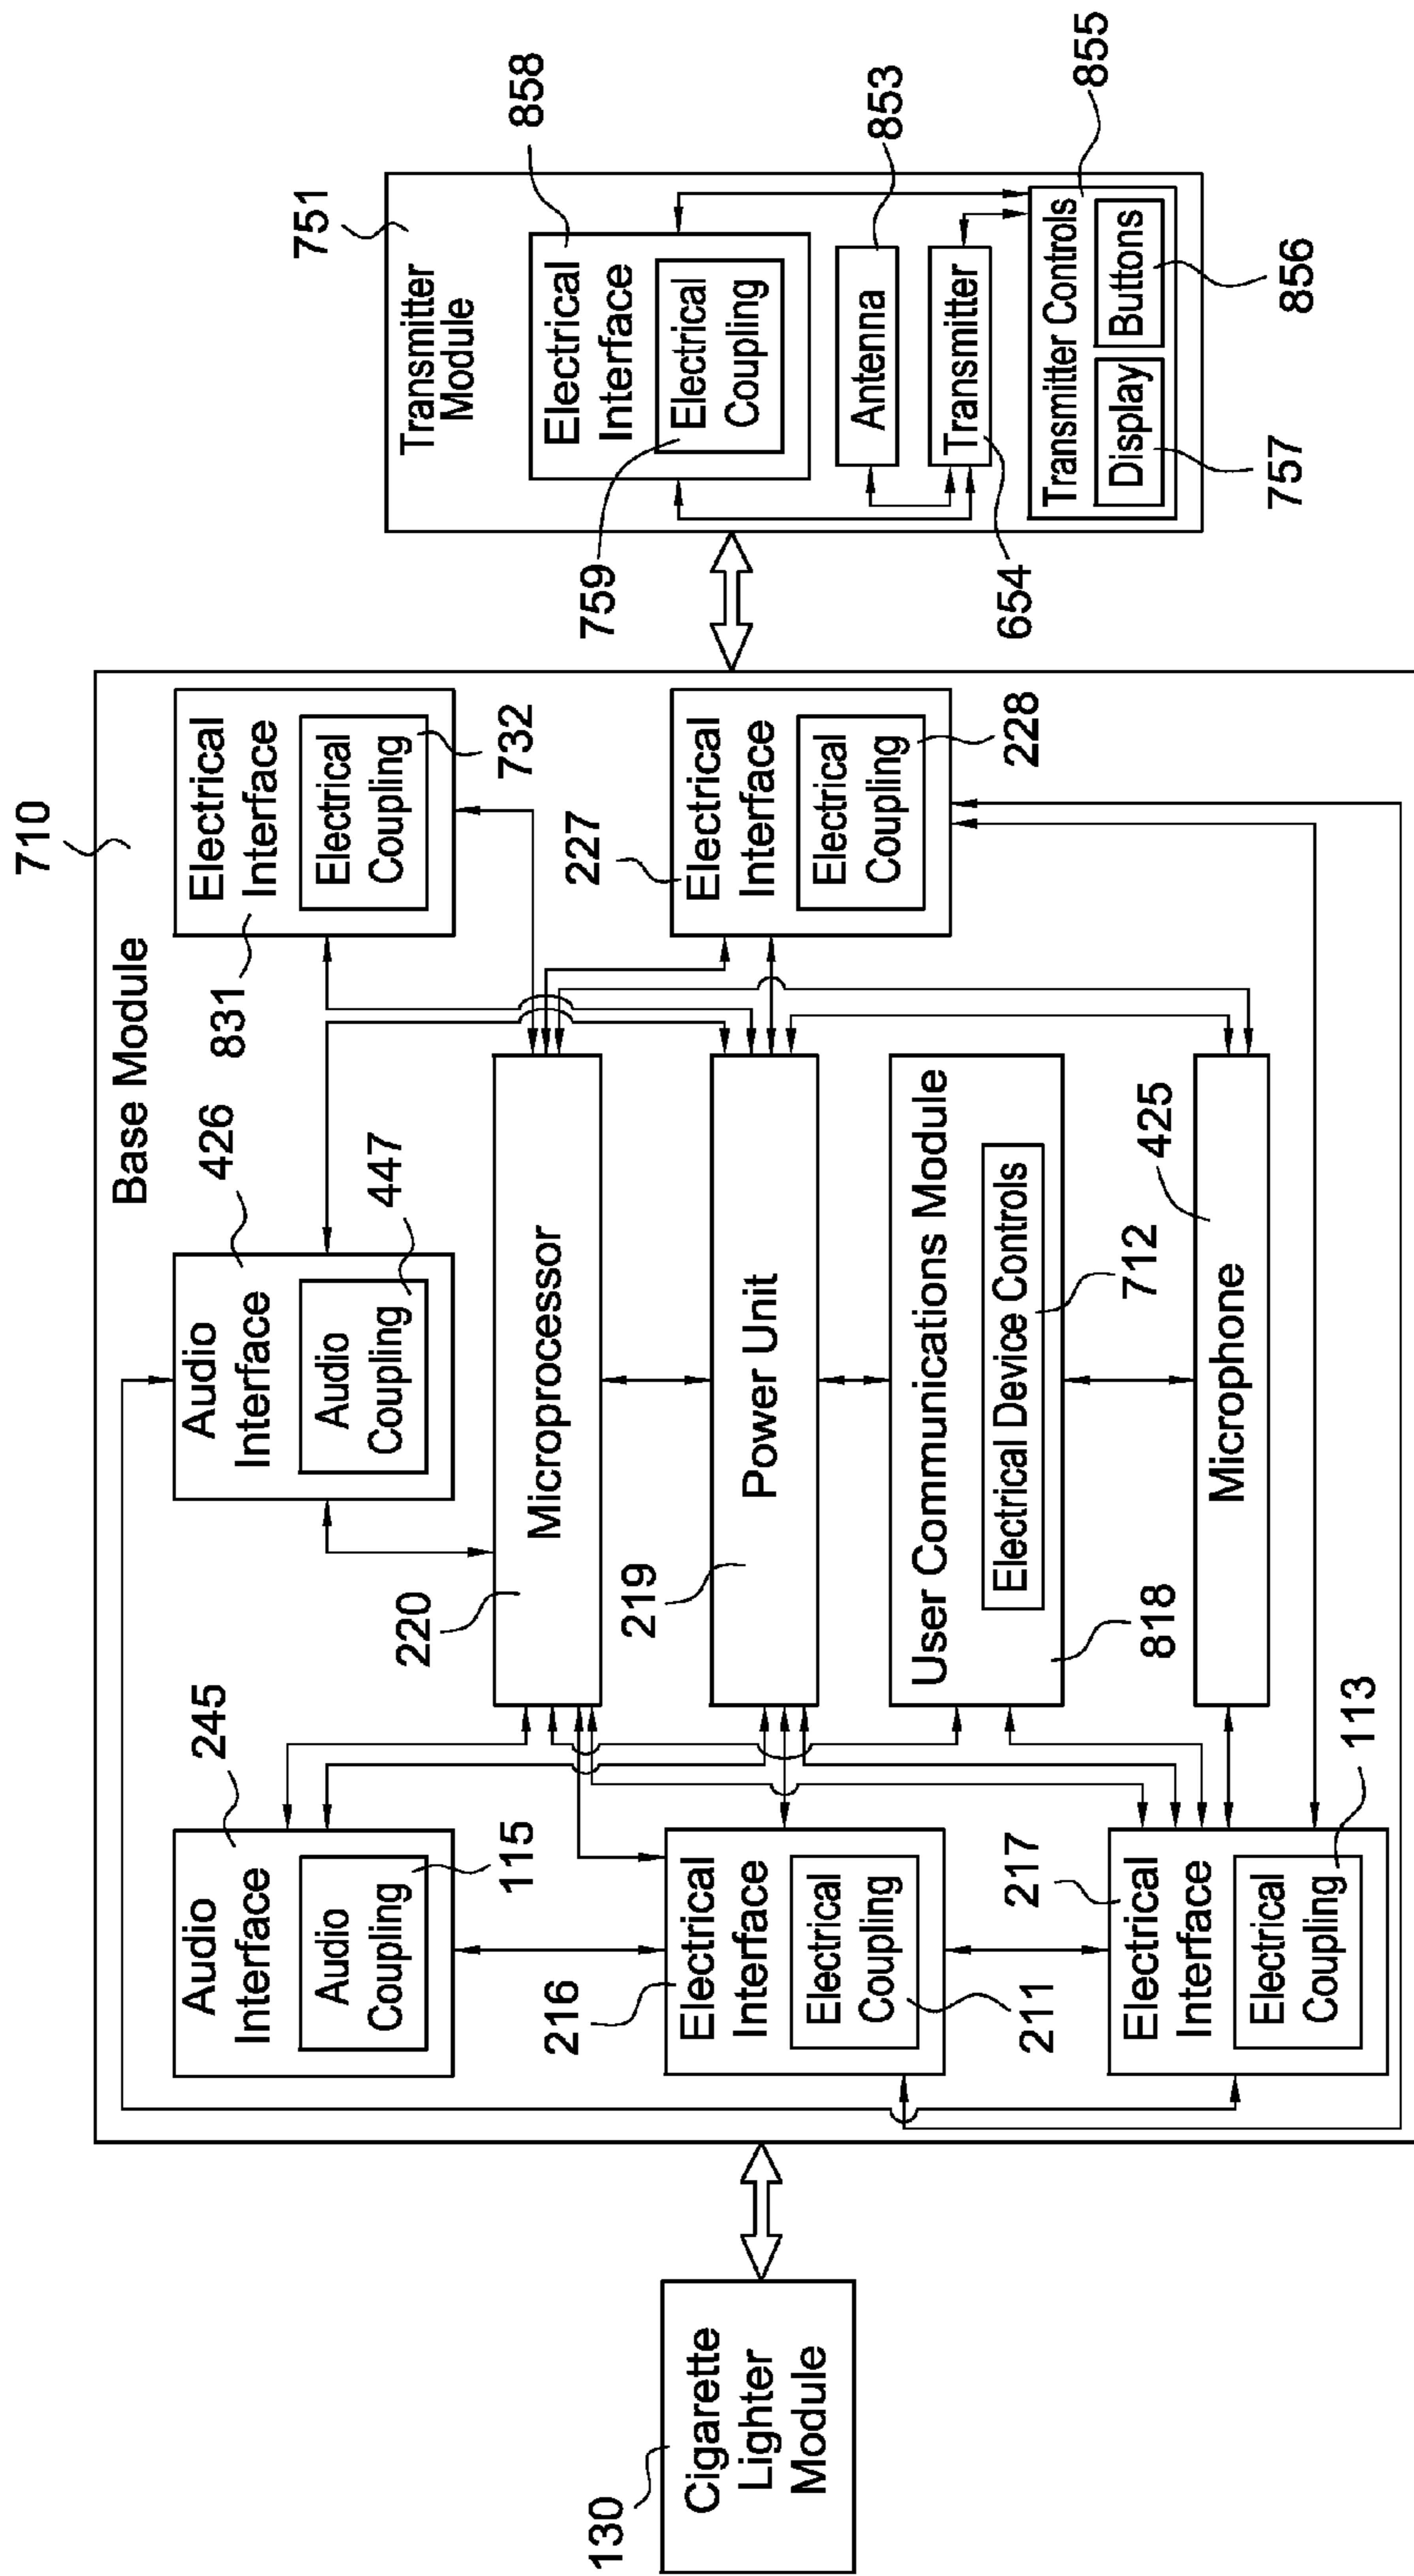 710
Base Module
Audio
Interface
245
Audio
Coupling
115
Audio
Interface
426
Audio
Coupling
447
Electrical
Interface
831
Electrical
Coupling
732
Microprocessor
220
Power Unit
219
User Communications Module
Electrical Device Controls
712
818
Microphone
425
216
Electrical
Interface
Electrical
Coupling
211
217
Electrical
Interface
Electrical
Coupling
113
227
Electrical
Interface
Electrical
Coupling
228
Cigarette
Lighter
Module
130
751
Transmitter
Module
858
Electrical
Interface
Electrical
Coupling
759
Antenna
853
Transmitter
654
Transmitter Controls
855
Display
757
Buttons
856